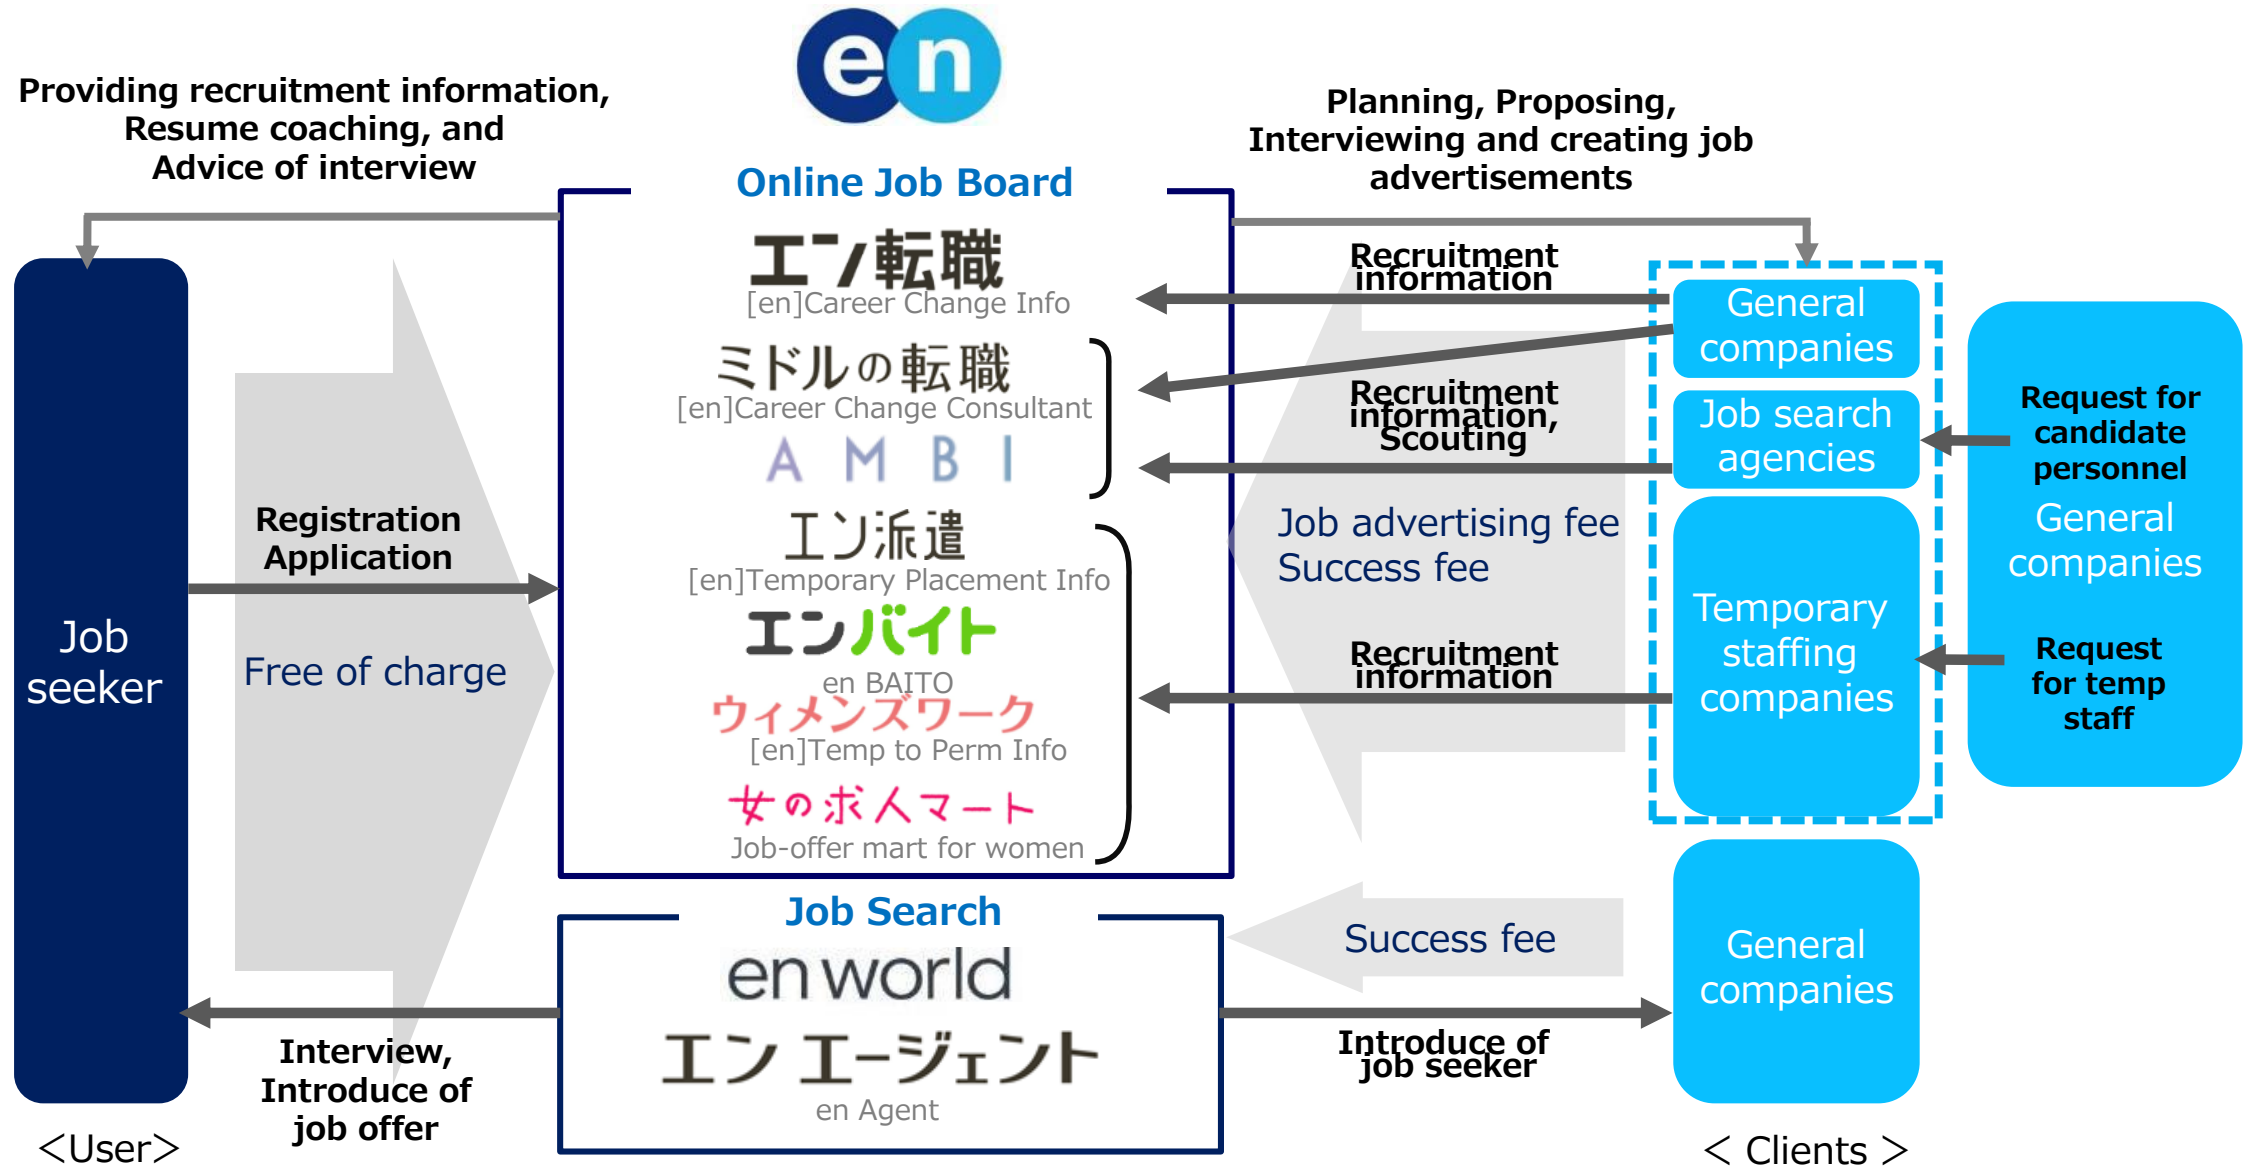 en
Providing recruitment information,
Resume coaching, and
Advice of interview
Planning, Proposing,
Interviewing and creating job
advertisements
Online Job Board
エン転職
[en]Career Change Info
ミドルの転職
[en]Career Change Consultant
AMBI
エン派遣
[en]Temporary Placement Info
エンバイト
en BAITO
ウィメンズワーク
[en]Temp to Perm Info
女の求人マート
Job-offer mart for women
Job Search
en world
エン エージェント
en Agent
Job
seeker
<User>
Registration
Application
Free of charge
Interview,
Introduce of
job offer
Recruitment
information
Recruitment
information,
Scouting
Job advertising fee
Success fee
Recruitment
information
Success fee
Introduce of
job seeker
General
companies
Job search
agencies
Temporary
staffing
companies
General
companies
< Clients >
Request for
candidate
personnel
General
companies
Request
for temp
staff